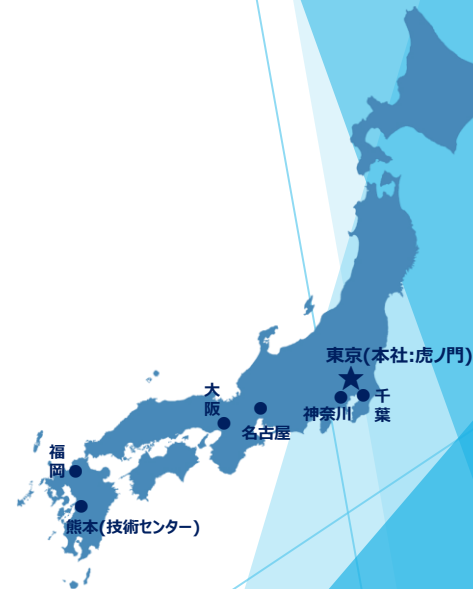 東京(本社:虎ノ門)
大
阪
千
葉
神奈川
名古屋
福
岡
熊本(技術センター)